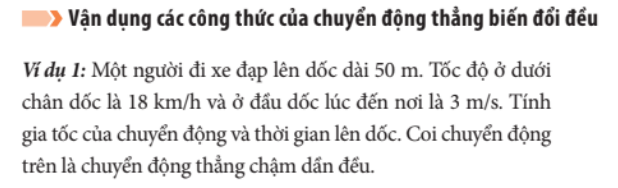 Vận dụng các công thức của chuyển động thẳng biến đổi đều
Ví dụ 1: Một người đi xe đạp lên dốc dài 50 m. Tốc độ ở dưới
chân dốc là 18 km/h và ở đầu dốc lúc đến nơi là 3 m/s. Tính
gia tốc của chuyển động và thời gian lên dốc. Coi chuyển động
trên là chuyển động thẳng chậm dần đều.